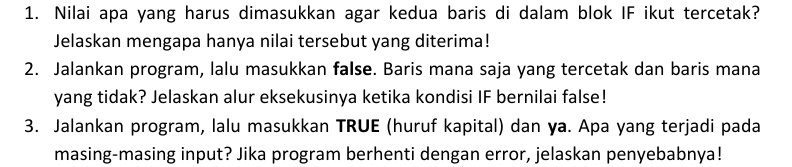 1. Nilai apa yang harus dimasukkan agar kedua baris di dalam blok IF ikut tercetak?
Jelaskan mengapa hanya nilai tersebut yang diterima!
2. Jalankan program, lalu masukkan false. Baris mana saja yang tercetak dan baris mana
yang tidak? Jelaskan alur eksekusinya ketika kondisi IF bernilai false!
3. Jalankan program, lalu masukkan TRUE (huruf kapital) dan ya. Apa yang terjadi pada
masing-masing input? Jika program berhenti dengan error, jelaskan penyebabnya!